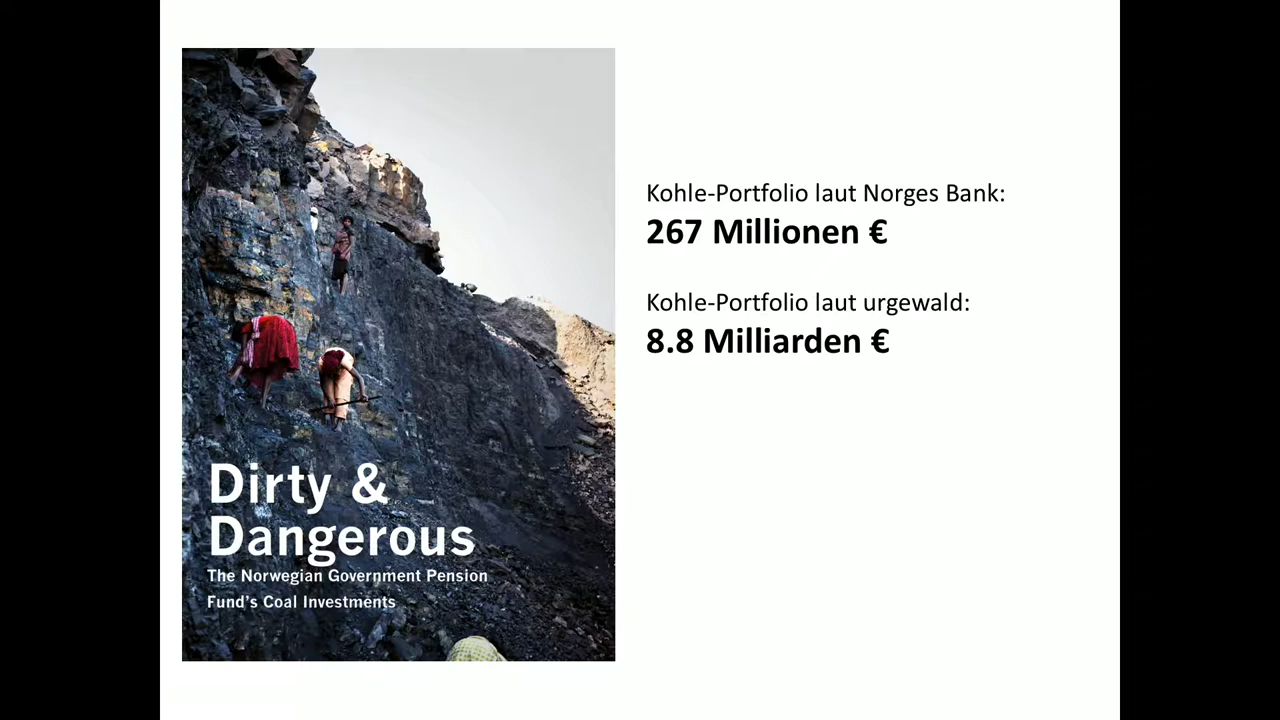 Dirty &
Dangerous
The Norwegian Government Pension
Fund's Coal Investments
Kohle-Portfolio laut Norges Bank:
267 Millionen €
Kohle-Portfolio laut urgewald:
8.8 Milliarden €